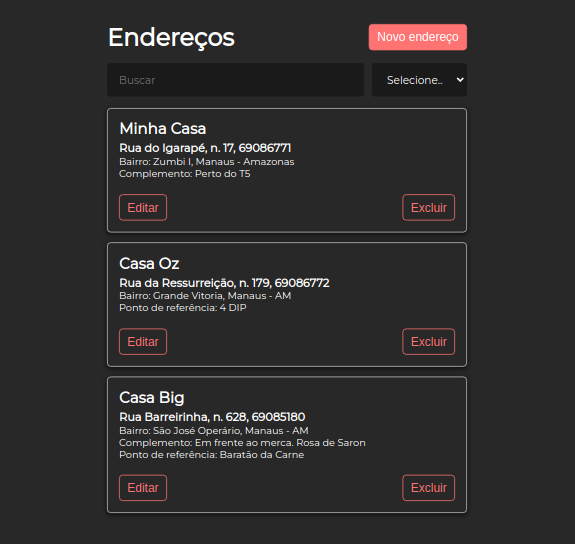 Endereços
Novo endereço
Buscar
Selecione..
Minha Casa
Rua do Igarapé, n. 17, 69086771
Bairro: Zumbi I, Manaus - Amazonas
Complemento: Perto do T5
Editar
Excluir
Casa Oz
Rua da Ressurreição, n. 179, 69086772
Bairro: Grande Vitoria, Manaus - AM
Ponto de referência: 4 DIP
Editar
Excluir
Casa Big
Rua Barreirinha, n. 628, 69085180
Bairro: São José Operário, Manaus - AM
Complemento: Em frente ao merca. Rosa de Saron
Ponto de referência: Baratão da Carne
Editar
Excluir